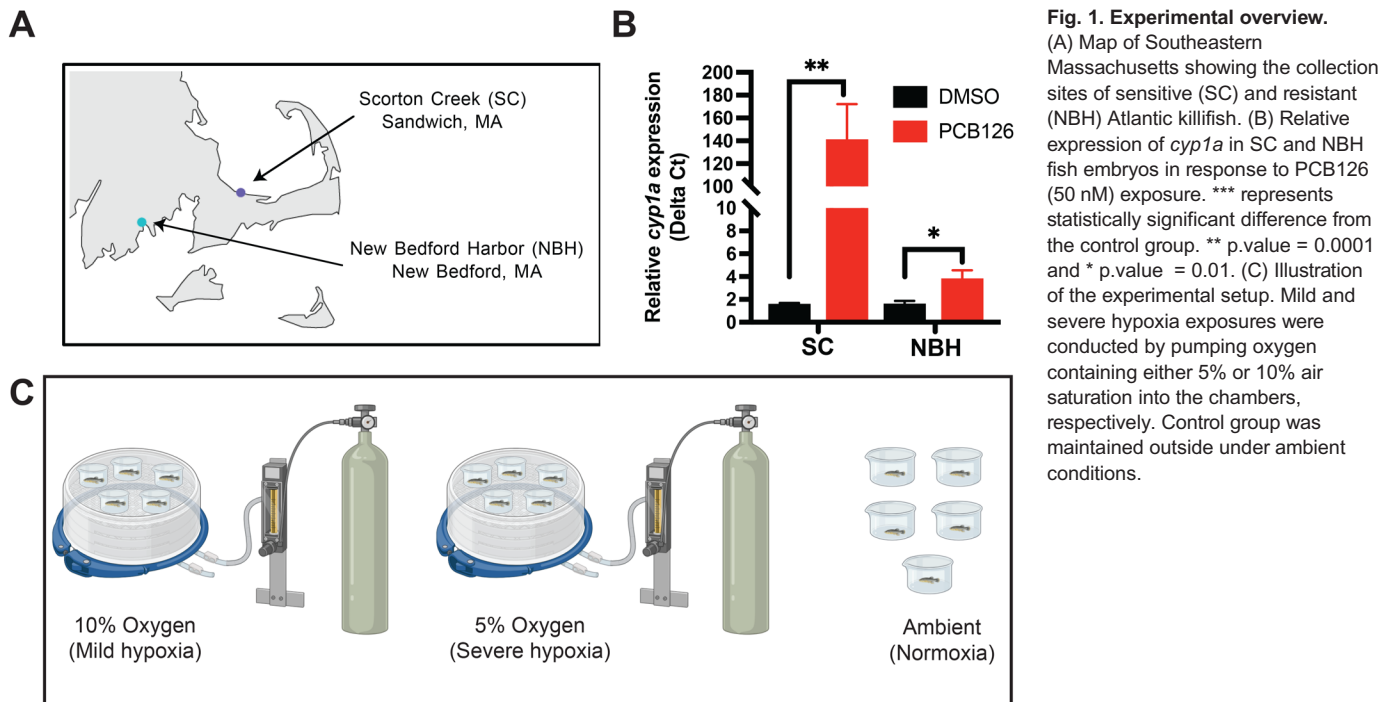 A
Scorton Creek (SC)
Sandwich, MA
New Bedford Harbor (NBH)
New Bedford, MA
B
Relative cyp1a expression
(Delta Ct)
200
180
160
140
120
100
10
8
6
4
2
0
**
*
DMSO
PCB126
SC
NBH
C
10% Oxygen
(Mild hypoxia)
5% Oxygen
(Severe hypoxia)
Ambient
(Normoxia)
Fig. 1. Experimental overview.
(A) Map of Southeastern
Massachusetts showing the collection
sites of sensitive (SC) and resistant
(NBH) Atlantic killifish. (B) Relative
expression of cyp1a in SC and NBH
fish embryos in response to PCB126
(50 nM) exposure. *** represents
statistically significant difference from
the control group. ** p.value = 0.0001
and * p.value = 0.01. (C) Illustration
of the experimental setup. Mild and
severe hypoxia exposures were
conducted by pumping oxygen
containing either 5% or 10% air
saturation into the chambers,
respectively. Control group was
maintained outside under ambient
conditions.